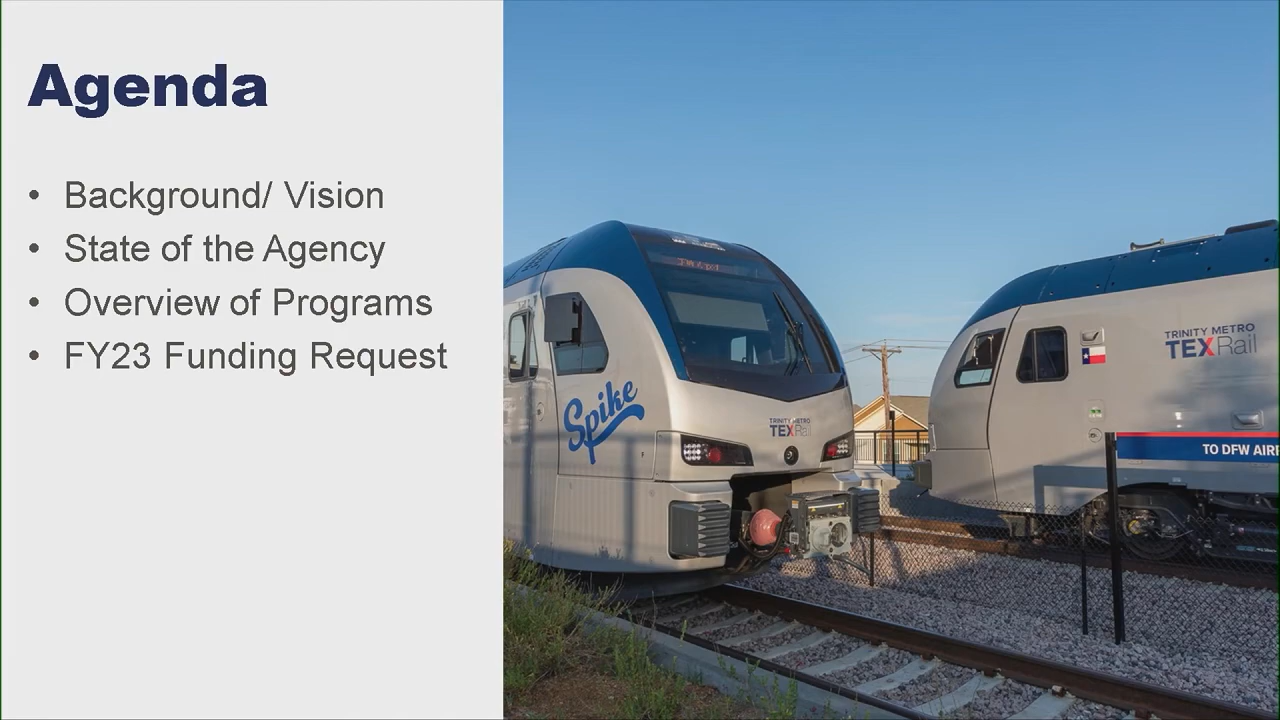 Agenda
• Background/ Vision
• State of the Agency
• Overview of Programs
• FY23 Funding Request
Spike
TRINITY METRO
TEXRail
TRINITY METRO
TEXRail
TO DFW AIR